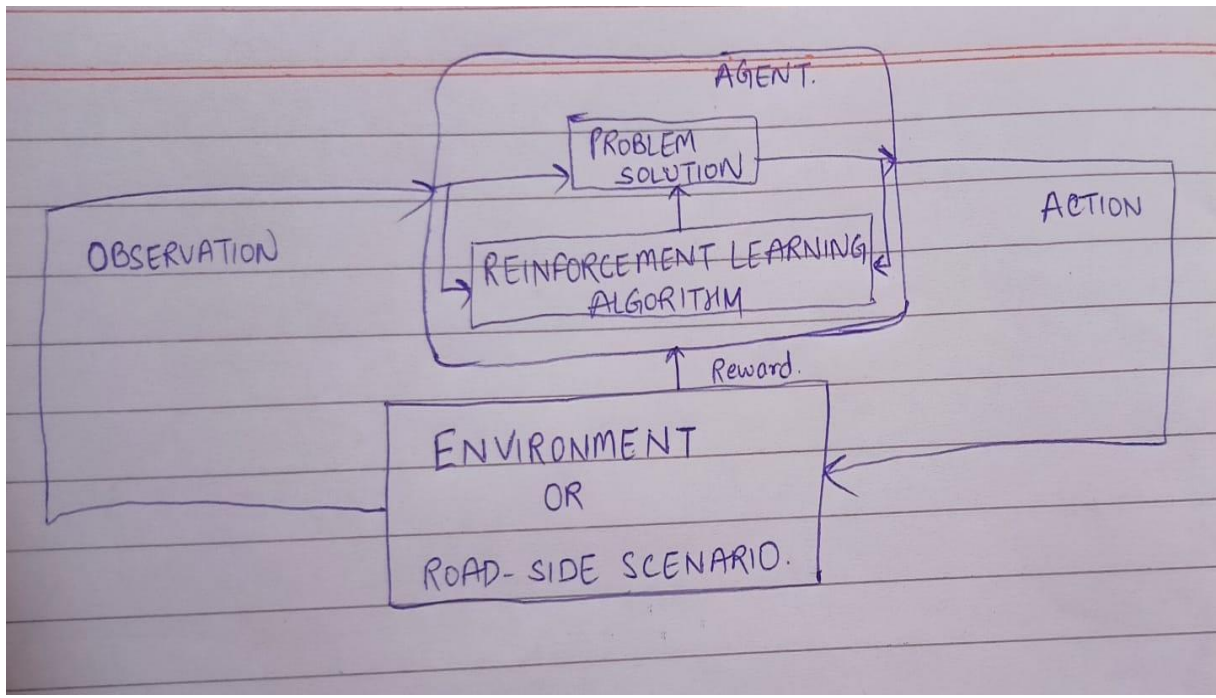 AGENT.
PROBLEM
SOLUTION
ACTION
OBSERVATION
REINFORCEMENT LEARNING
ALGORITHM
Reward.
ENVIRONMENT
OR
ROAD-SIDE SCENARIO.